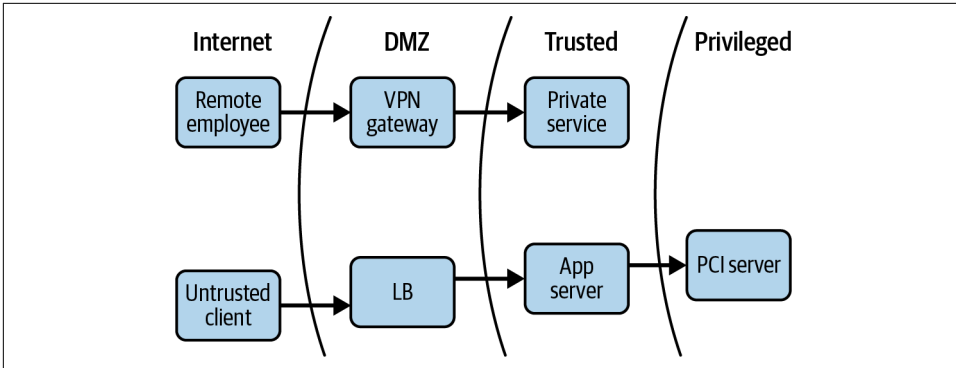 Internet
DMZ
Trusted
Privileged
Remote
employee
VPN
gateway
Private
service
Untrusted
client
LB
App
server
PCI server